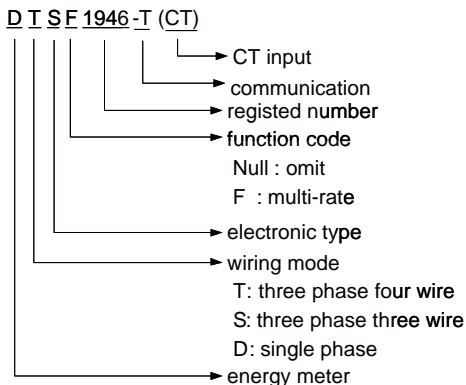 D T S F 1946 -T (CT)
CT input
communication
registed number
function code
Null : omit
F : multi-rate
electronic type
wiring mode
T: three phase four wire
S: three phase three wire
D: single phase
energy meter